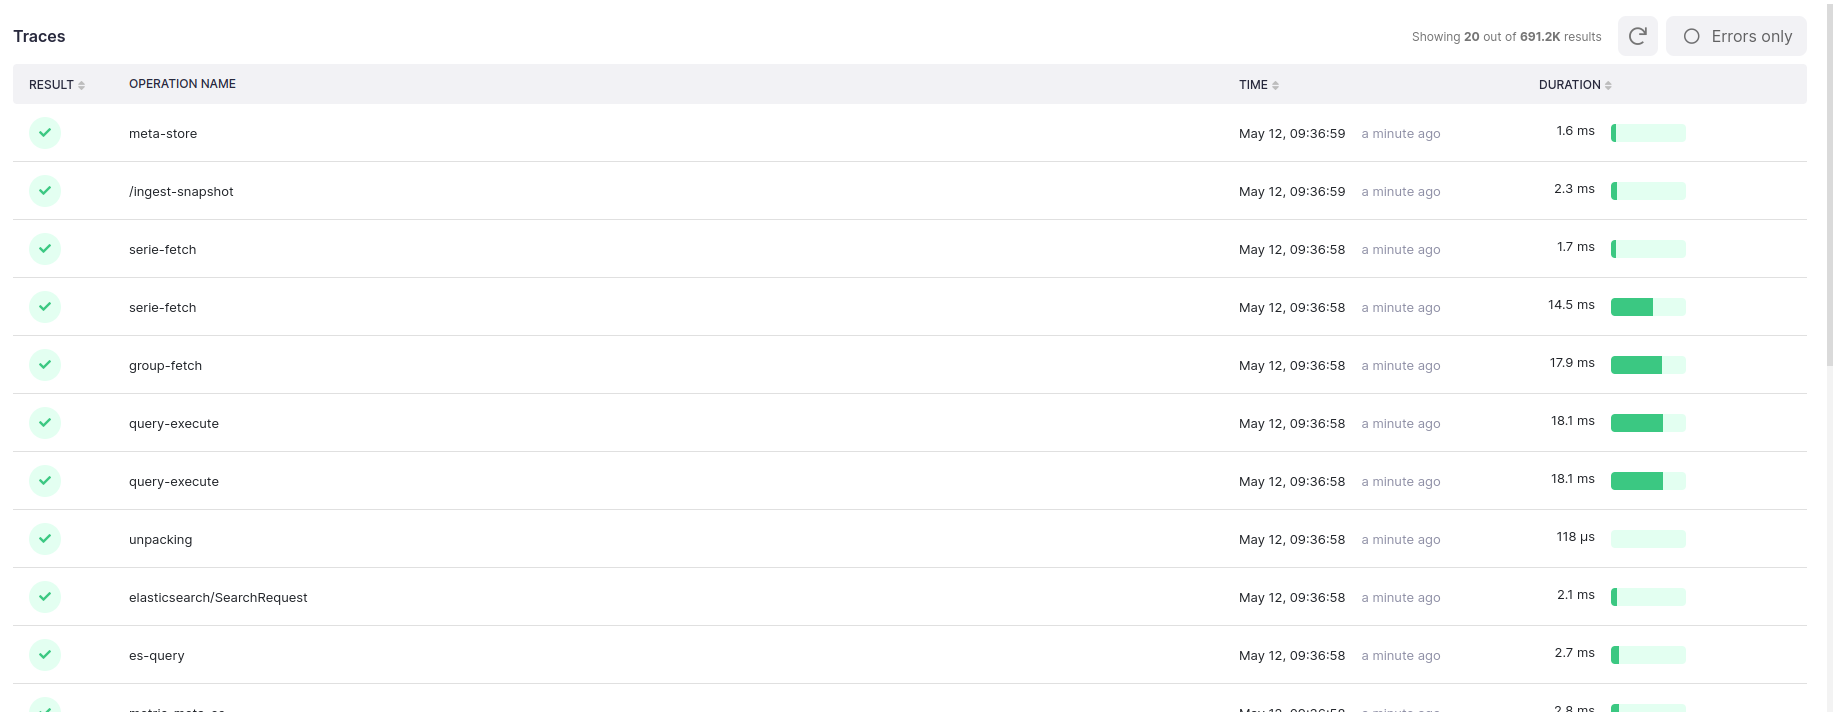 Traces Showing 20 out of 691.2K results Errors only
RESULT OPERATION NAME TIME DURATION
meta-store May 12, 09:36:59 a minute ago 1.6 ms
/ingest-snapshot May 12, 09:36:59 a minute ago 2.3 ms
serie-fetch May 12, 09:36:58 a minute ago 1.7 ms
serie-fetch May 12, 09:36:58 a minute ago 14.5 ms
group-fetch May 12, 09:36:58 a minute ago 17.9 ms
query-execute May 12, 09:36:58 a minute ago 18.1 ms
query-execute May 12, 09:36:58 a minute ago 18.1 ms
unpacking May 12, 09:36:58 a minute ago 118 µs
elasticsearch/SearchRequest May 12, 09:36:58 a minute ago 2.1 ms
es-query May 12, 09:36:58 a minute ago 2.7 ms
May 12, 09:36:58 a minute ago 2.8 ms